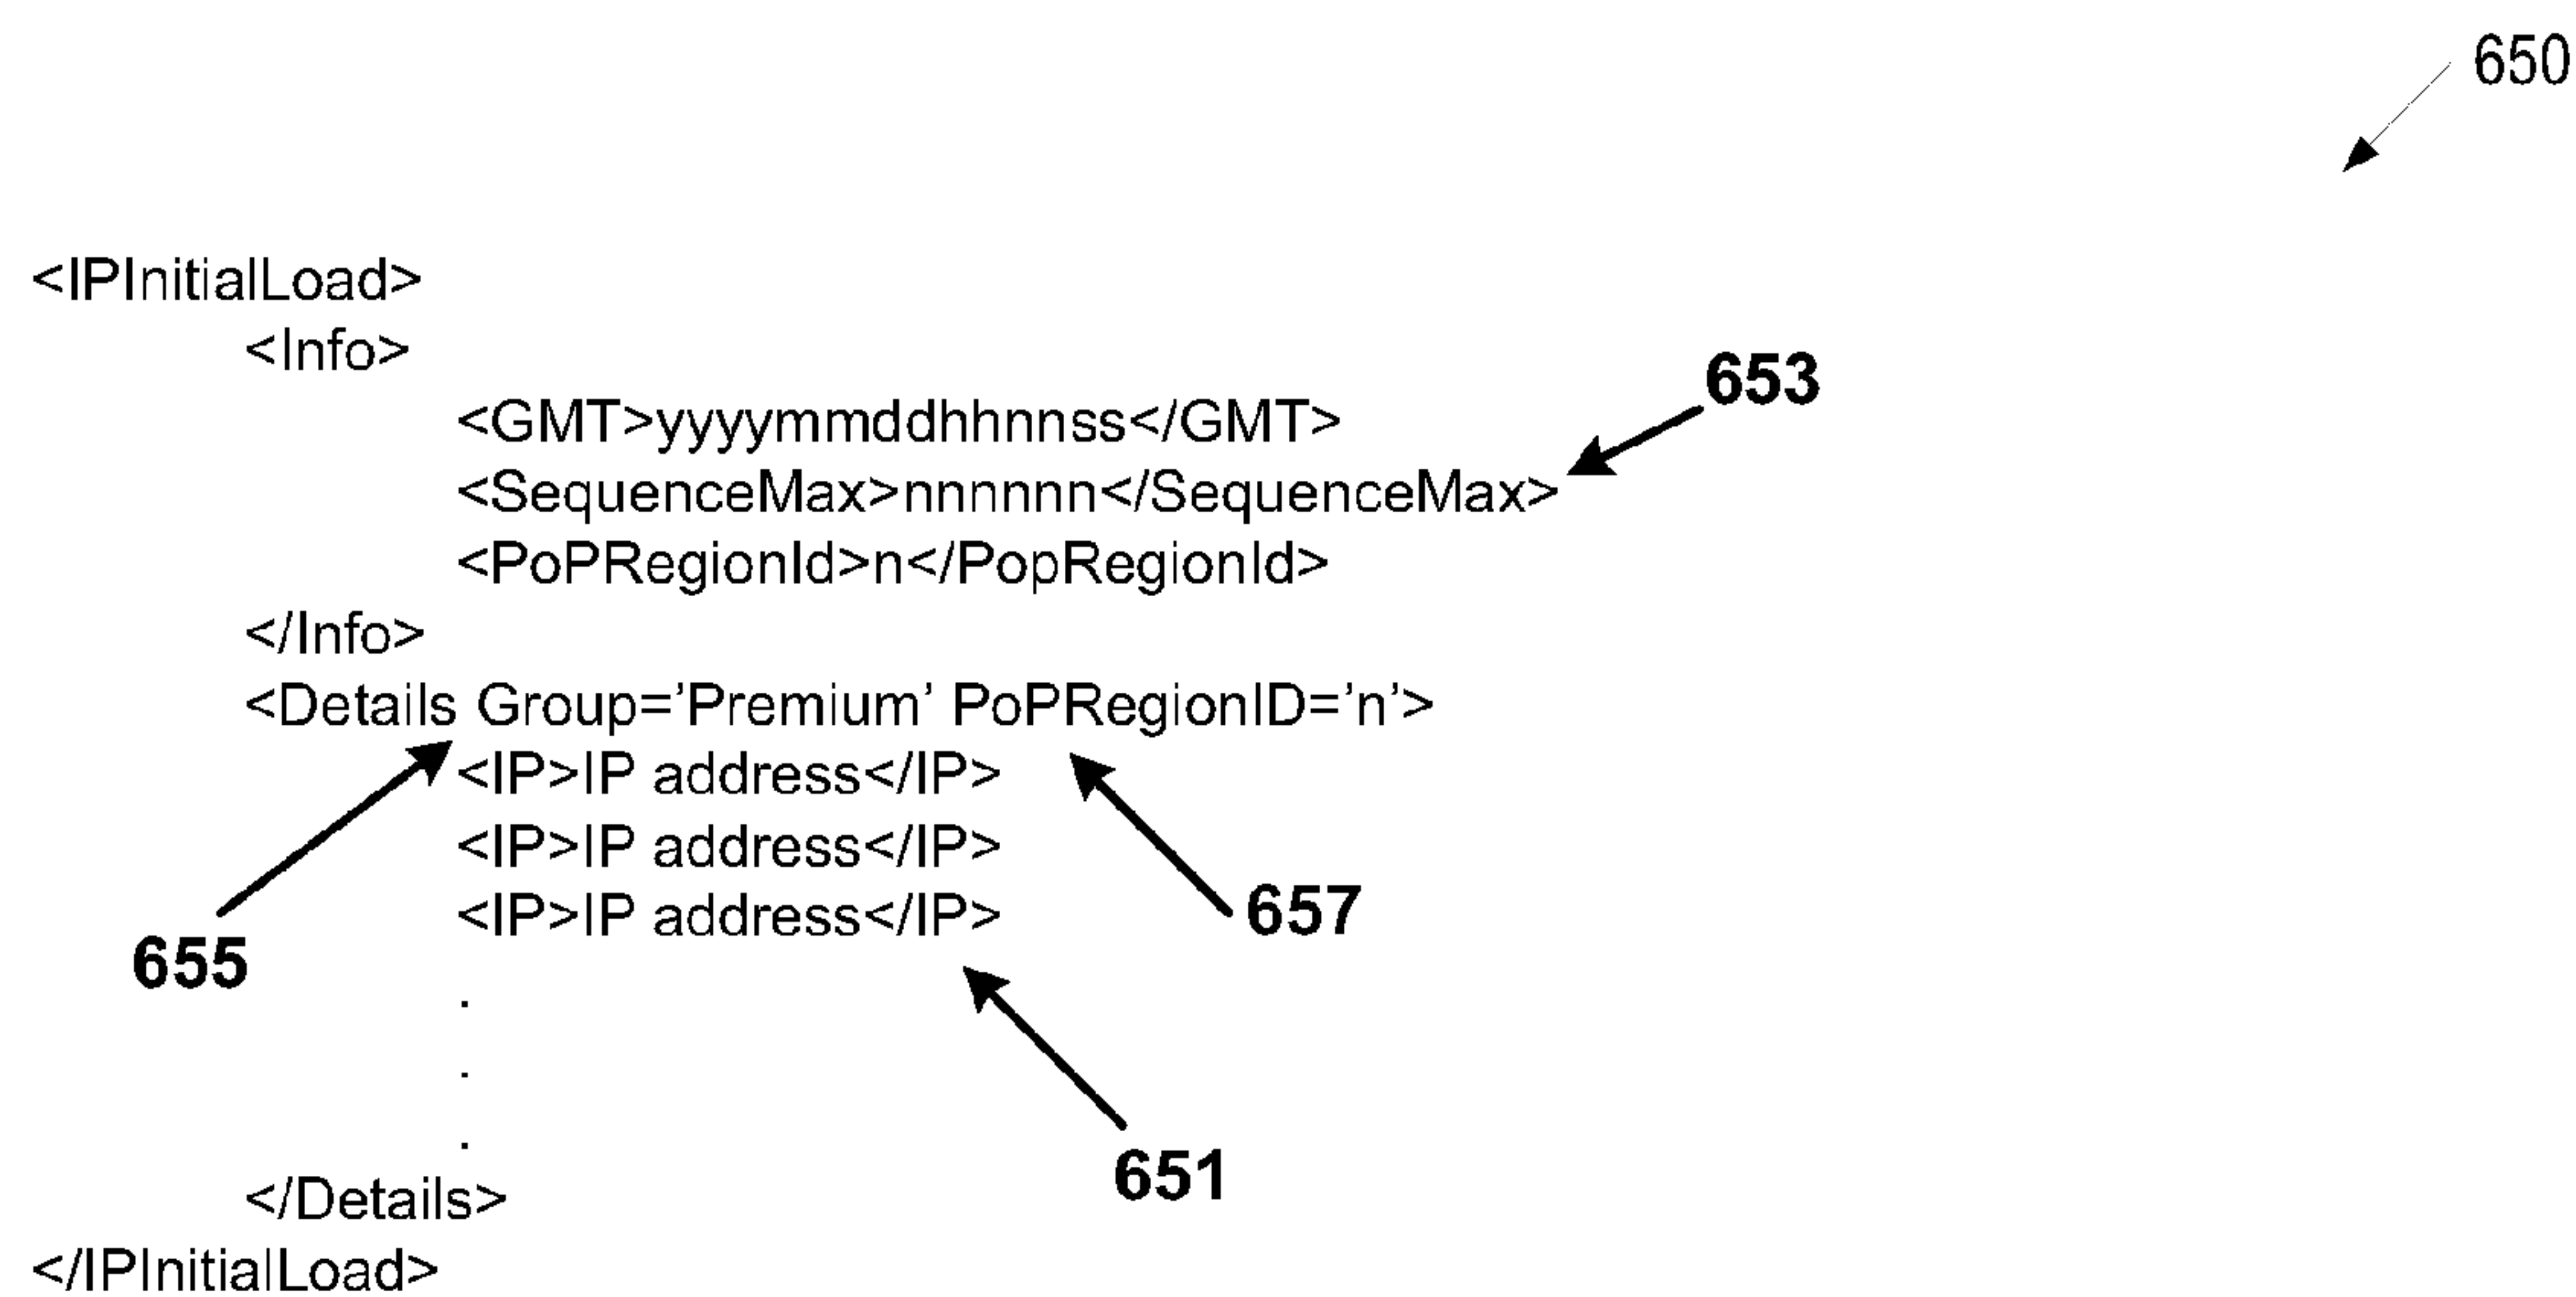 650
<IPInitialLoad>
<Info>
653
<GMT>yyyymmddhhnnss</GMT>
<SequenceMax>nnnnnn</SequenceMax>
<PoPRegionId>n</PopRegionId>
</Info>
<Details Group=’Premium’ PoPRegionID=’n’>
<IP>IP address</IP>
<IP>IP address</IP>
<IP>IP address</IP>
657
655
.
.
.
651
</Details>
</IPInitialLoad>